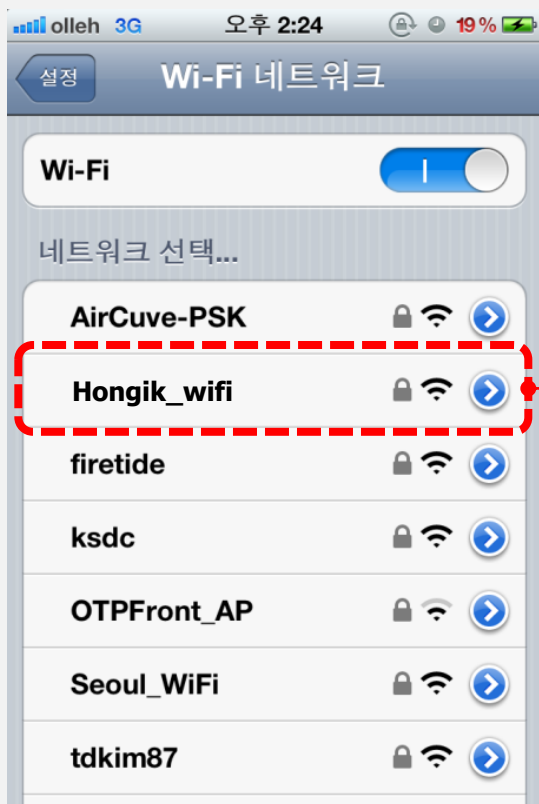 olleh 3G 오후 2:24 19%
설정 Wi-Fi 네트워크
Wi-Fi
네트워크 선택...
AirCuve-PSK
Hongik_wifi
firetide
ksdc
OTPFront_AP
Seoul_WiFi
tdkim87